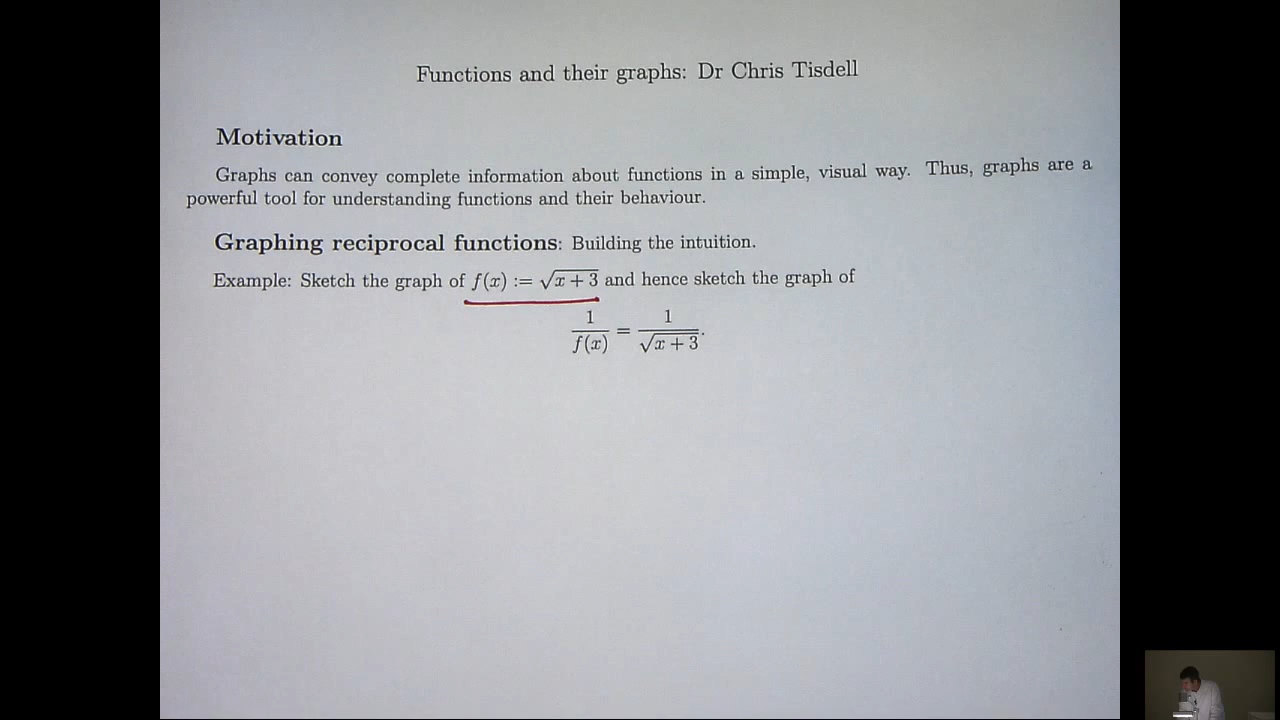 Functions and their graphs: Dr Chris Tisdell
Motivation
Graphs can convey complete information about functions in a simple, visual way. Thus, graphs are a
powerful tool for understanding functions and their behaviour.
Graphing reciprocal functions: Building the intuition.
Example: Sketch the graph of f(x) := √(x + 3) and hence sketch the graph of
1/f(x) = 1/√(x + 3).